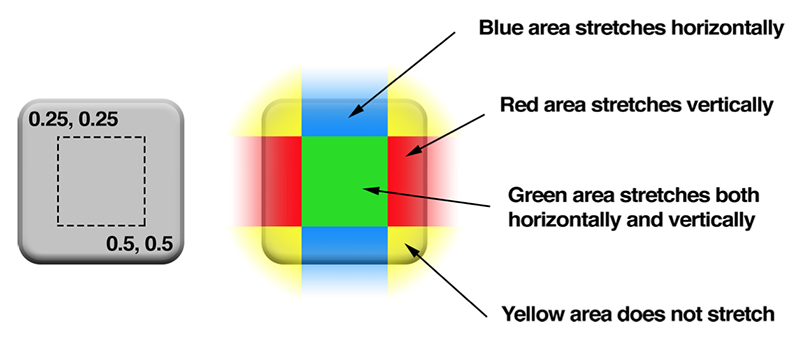 Blue area stretches horizontally
0.25, 0.25
Red area stretches vertically
Green area stretches both
horizontally and vertically
0.5, 0.5
Yellow area does not stretch